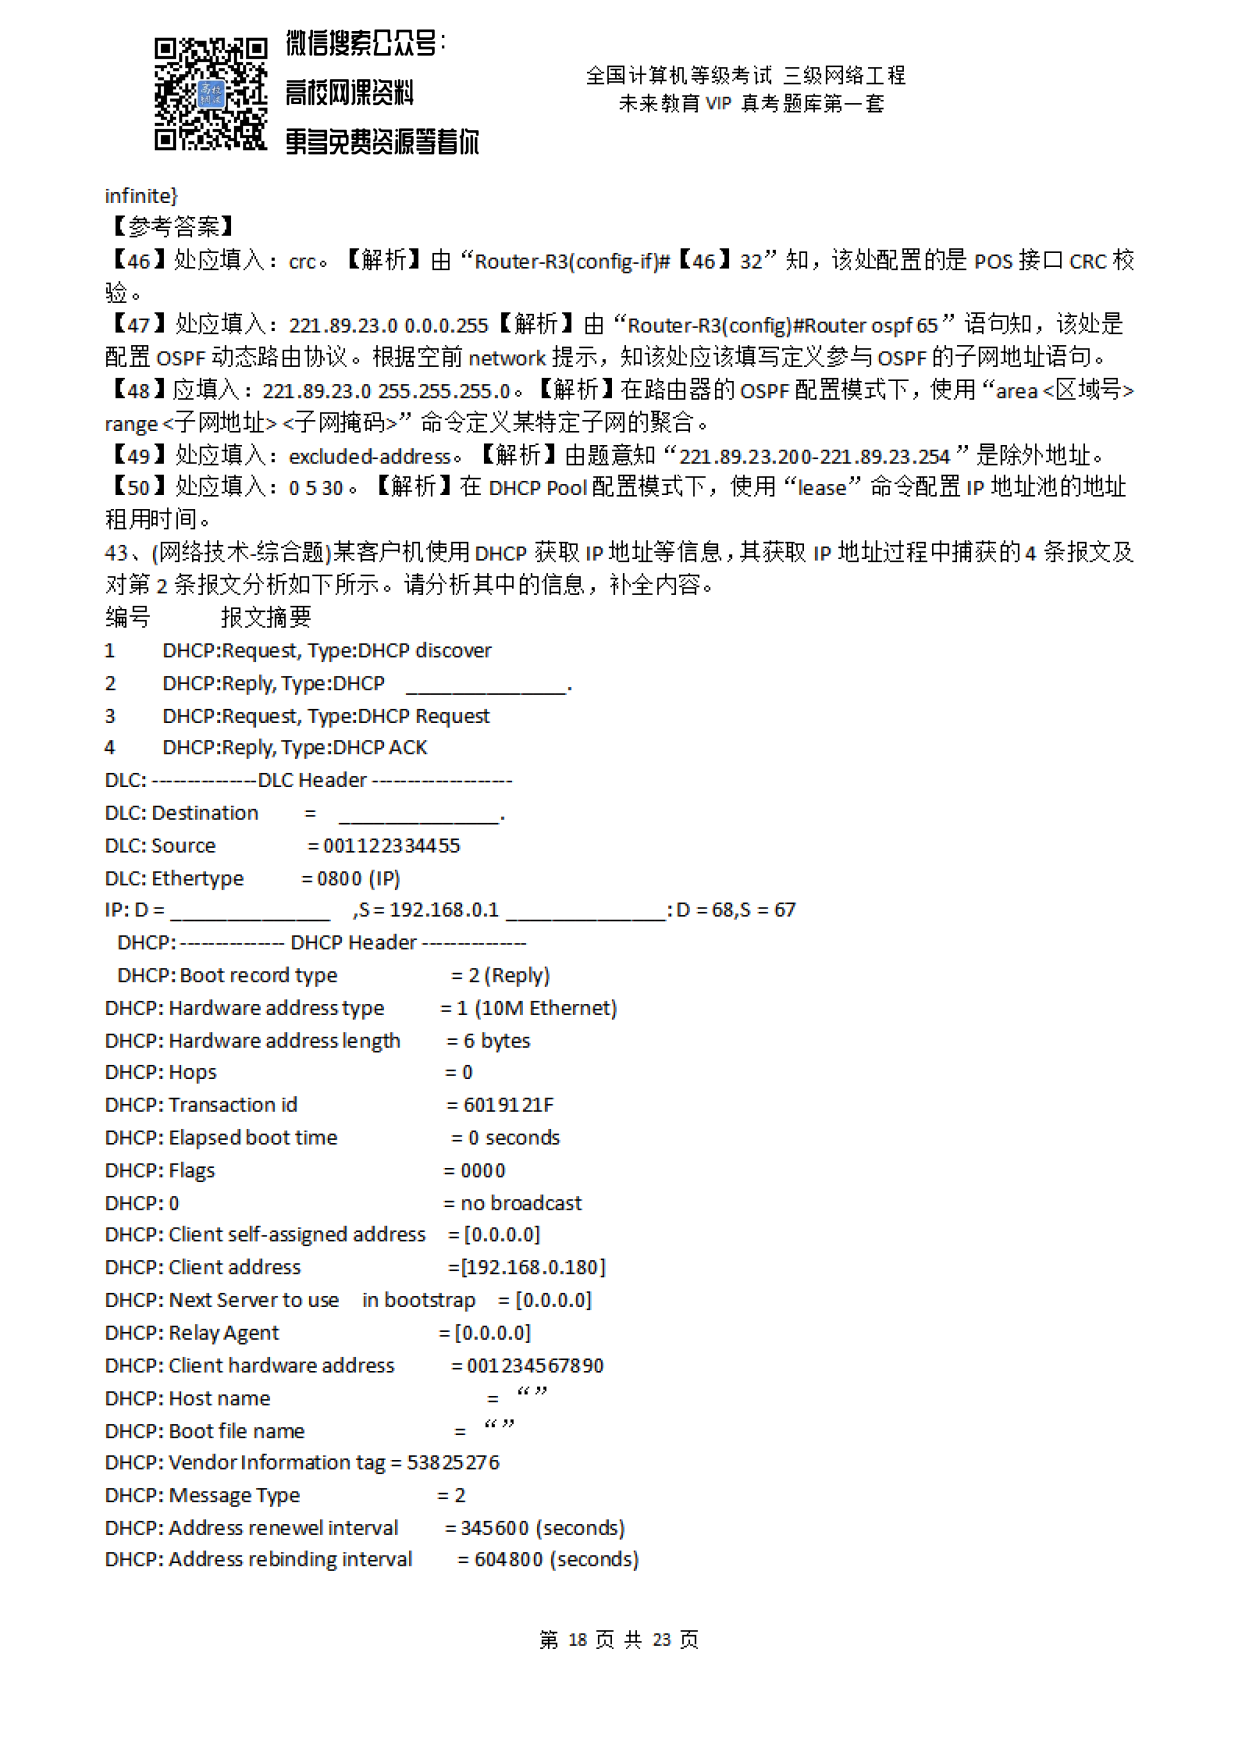 微信搜索公众号：
高校网课资料
更多免费资源等着你
全国计算机等级考试 三级网络工程
未来教育 VIP 真考题库第一套
高校
网课
infinite}
【参考答案】
【46】处应填入：crc。【解析】由“Router-R3(config-if)#【46】32”知，该处配置的是 POS 接口 CRC 校
验。
【47】处应填入：221.89.23.0 0.0.0.255【解析】由“Router-R3(config)#Router ospf 65”语句知，该处是
配置 OSPF 动态路由协议。根据空前 network 提示，知该处应该填写定义参与 OSPF 的子网地址语句。
【48】应填入：221.89.23.0 255.255.255.0。【解析】在路由器的 OSPF 配置模式下，使用“area <区域号>
range <子网地址> <子网掩码>”命令定义某特定子网的聚合。
【49】处应填入：excluded-address。【解析】由题意知“221.89.23.200-221.89.23.254 ”是除外地址。
【50】处应填入：0 5 30。【解析】在 DHCP Pool 配置模式下，使用“lease”命令配置 IP 地址池的地址
租用时间。
43、(网络技术-综合题)某客户机使用 DHCP 获取 IP 地址等信息，其获取 IP 地址过程中捕获的 4 条报文及
对第 2 条报文分析如下所示。请分析其中的信息，补全内容。
编号 报文摘要
1 DHCP:Request, Type:DHCP discover
2 DHCP:Reply, Type:DHCP ______________.
3 DHCP:Request, Type:DHCP Request
4 DHCP:Reply, Type:DHCP ACK
DLC: ---------------DLC Header --------------------
DLC: Destination = ______________.
DLC: Source = 001122334455
DLC: Ethertype = 0800 (IP)
IP: D = ______________ ,S = 192.168.0.1 ______________: D = 68,S = 67
DHCP: --------------- DHCP Header ---------------
DHCP: Boot record type = 2 (Reply)
DHCP: Hardware address type = 1 (10M Ethernet)
DHCP: Hardware address length = 6 bytes
DHCP: Hops = 0
DHCP: Transaction id = 6019121F
DHCP: Elapsed boot time = 0 seconds
DHCP: Flags = 0000
DHCP: 0 = no broadcast
DHCP: Client self-assigned address = [0.0.0.0]
DHCP: Client address =[192.168.0.180]
DHCP: Next Server to use in bootstrap = [0.0.0.0]
DHCP: Relay Agent = [0.0.0.0]
DHCP: Client hardware address = 001234567890
DHCP: Host name = “”
DHCP: Boot file name = “”
DHCP: Vendor Information tag = 53825276
DHCP: Message Type = 2
DHCP: Address renewel interval = 345600 (seconds)
DHCP: Address rebinding interval = 604800 (seconds)
第 18 页 共 23 页